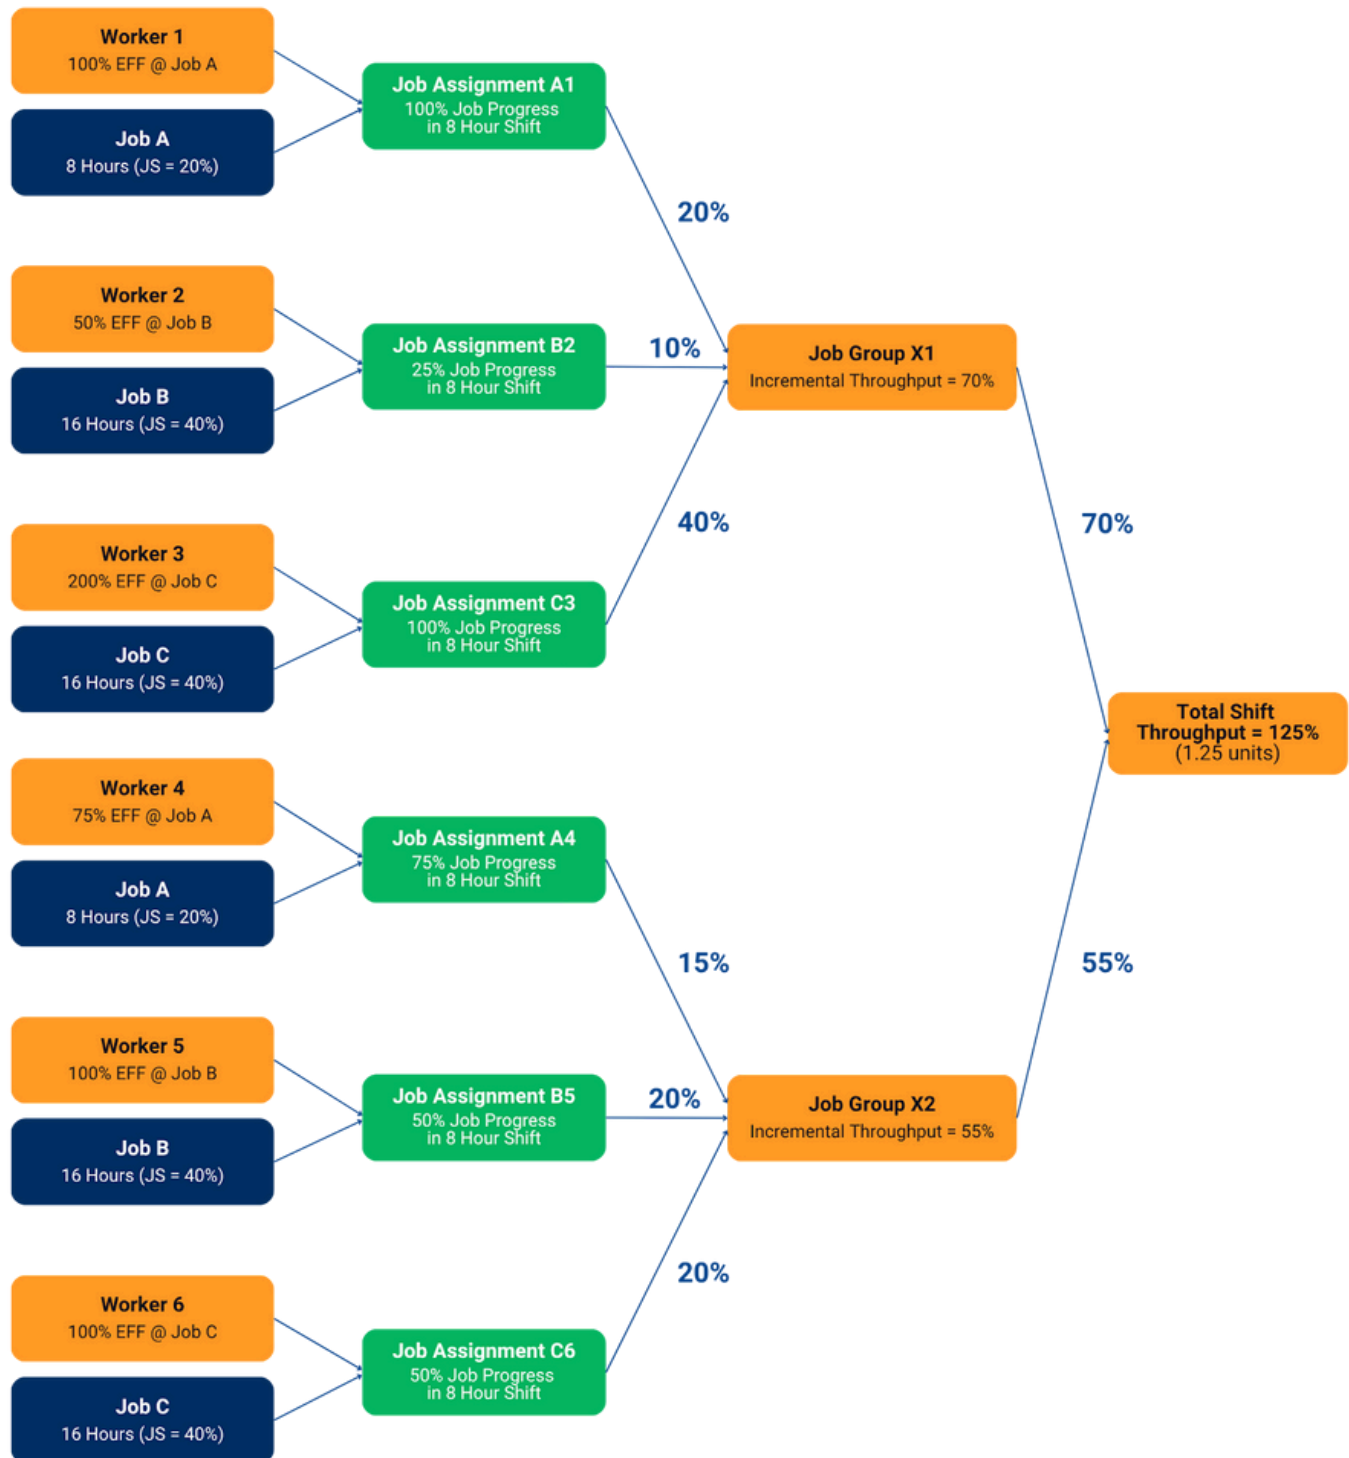 Worker 1
100% EFF @ Job A
Job A
8 Hours (JS = 20%)
Job Assignment A1
100% Job Progress
in 8 Hour Shift
20%
Worker 2
50% EFF @ Job B
Job B
16 Hours (JS = 40%)
Job Assignment B2
25% Job Progress
in 8 Hour Shift
10%
Worker 3
200% EFF @ Job C
Job C
16 Hours (JS = 40%)
Job Assignment C3
100% Job Progress
in 8 Hour Shift
40%
Job Group X1
Incremental Throughput = 70%
70%
Worker 4
75% EFF @ Job A
Job A
8 Hours (JS = 20%)
Job Assignment A4
75% Job Progress
in 8 Hour Shift
15%
Worker 5
100% EFF @ Job B
Job B
16 Hours (JS = 40%)
Job Assignment B5
50% Job Progress
in 8 Hour Shift
20%
Worker 6
100% EFF @ Job C
Job C
16 Hours (JS = 40%)
Job Assignment C6
50% Job Progress
in 8 Hour Shift
20%
Job Group X2
Incremental Throughput = 55%
55%
Total Shift
Throughput = 125%
(1.25 units)